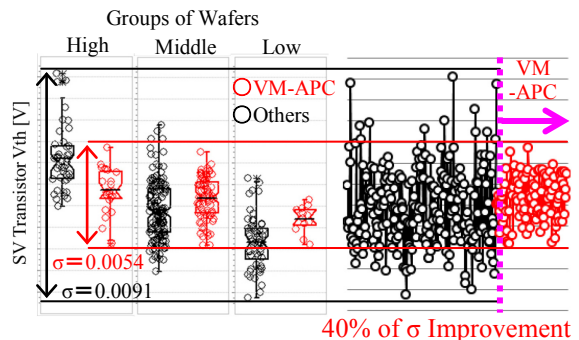 Groups of Wafers
High Middle Low
SV Transistor Vth [V]
VM-APC
Others
VM
-APC
σ=0.0054
σ=0.0091
40% of σ Improvement